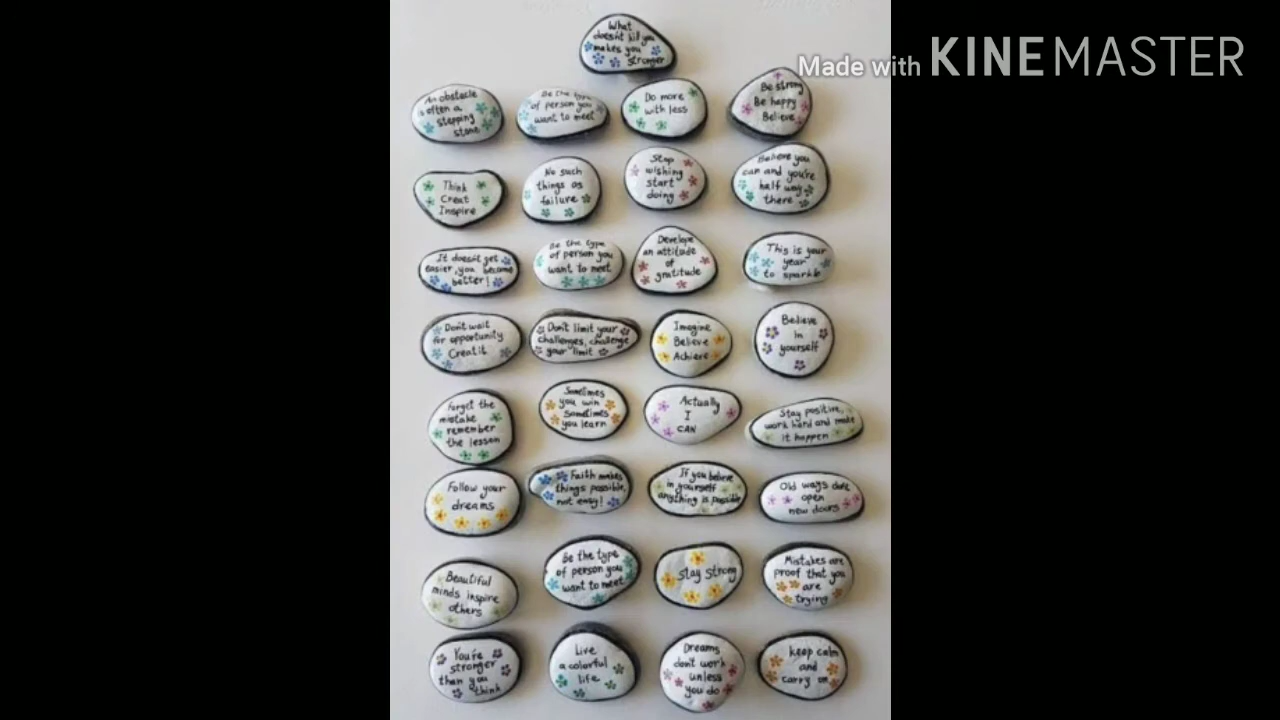 What
doesn't kill you
makes you
stronger
Made with KINEMASTER
An obstacle
is often a
stepping
stone
Be the type
of person you
want to meet
Do more
with less
Be strong
Be happy
Believe
Think
Creat
Inspire
No such
things as
failure
Stop
wishing
start
doing
Believe you
can and you're
half way
there
It doesn't get
easier, you become
better!
Be the type
of person you
want to meet
Develope
an attitude
of
gratitude
This is your
year
to sparkle
Don't wait
for opportunity
Creat it
Don't limit your
challenges, challenge
your limit
Imagine
Believe
Achieve
Believe
in
yourself
Forget the
mistake
remember
the lesson
Sometimes
you win
Sometimes
you learn
Actually
I
CAN
Stay positive,
work hard and make
it happen
Follow your
dreams
Faith makes
things possible,
not easy!
If you believe
in yourself
anything is possible
Old ways don't
open
new doors
Beautiful
minds inspire
others
Be the type
of person you
want to meet
Stay Strong
Mistakes are
proof that you
are
trying
You're
stronger
than you
think
Live
a colorful
life
Dreams
don't work
unless
you do
keep calm
and
carry on